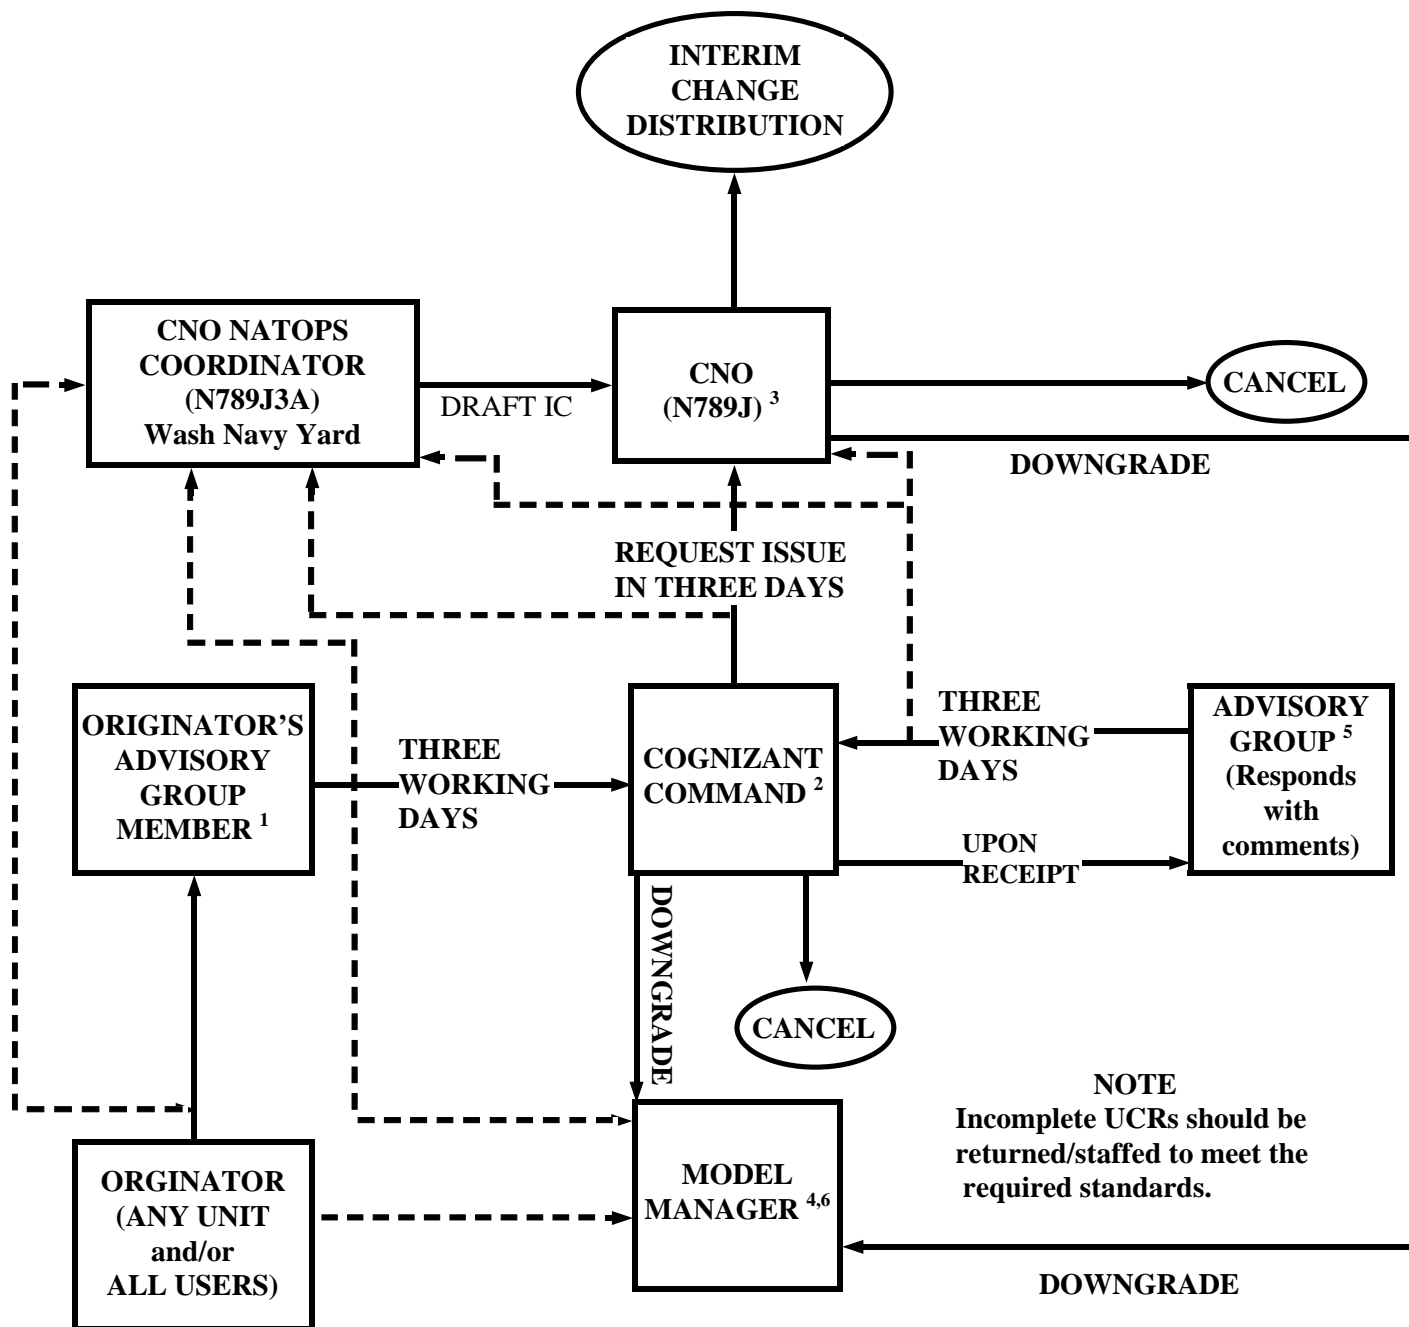 INTERIM
CHANGE
DISTRIBUTION
CNO NATOPS
COORDINATOR
(N789J3A)
Wash Navy Yard
DRAFT IC
CNO
(N789J) 3
CANCEL
DOWNGRADE
REQUEST ISSUE
IN THREE DAYS
ORIGINATOR’S
ADVISORY
GROUP
MEMBER 1
THREE
WORKING
DAYS
COGNIZANT
COMMAND 2
THREE
WORKING
DAYS
ADVISORY
GROUP 5
(Responds
with
comments)
UPON
RECEIPT
DOWNGRADE
CANCEL
NOTE
Incomplete UCRs should be
returned/staffed to meet the
required standards.
ORGINATOR
(ANY UNIT
and/or
ALL USERS)
MODEL
MANAGER 4,6
DOWNGRADE